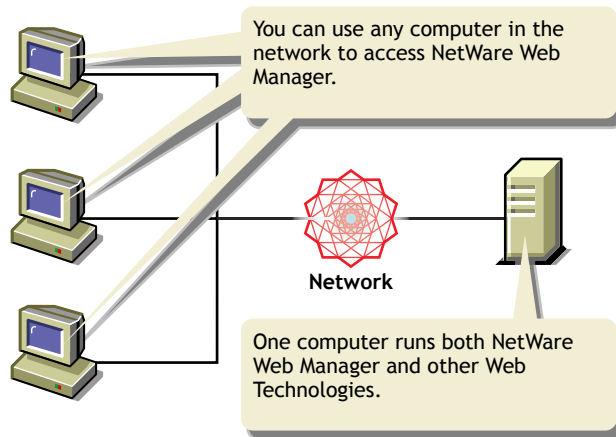 You can use any computer in the
network to access NetWare Web
Manager.
Network
One computer runs both NetWare
Web Manager and other Web
Technologies.